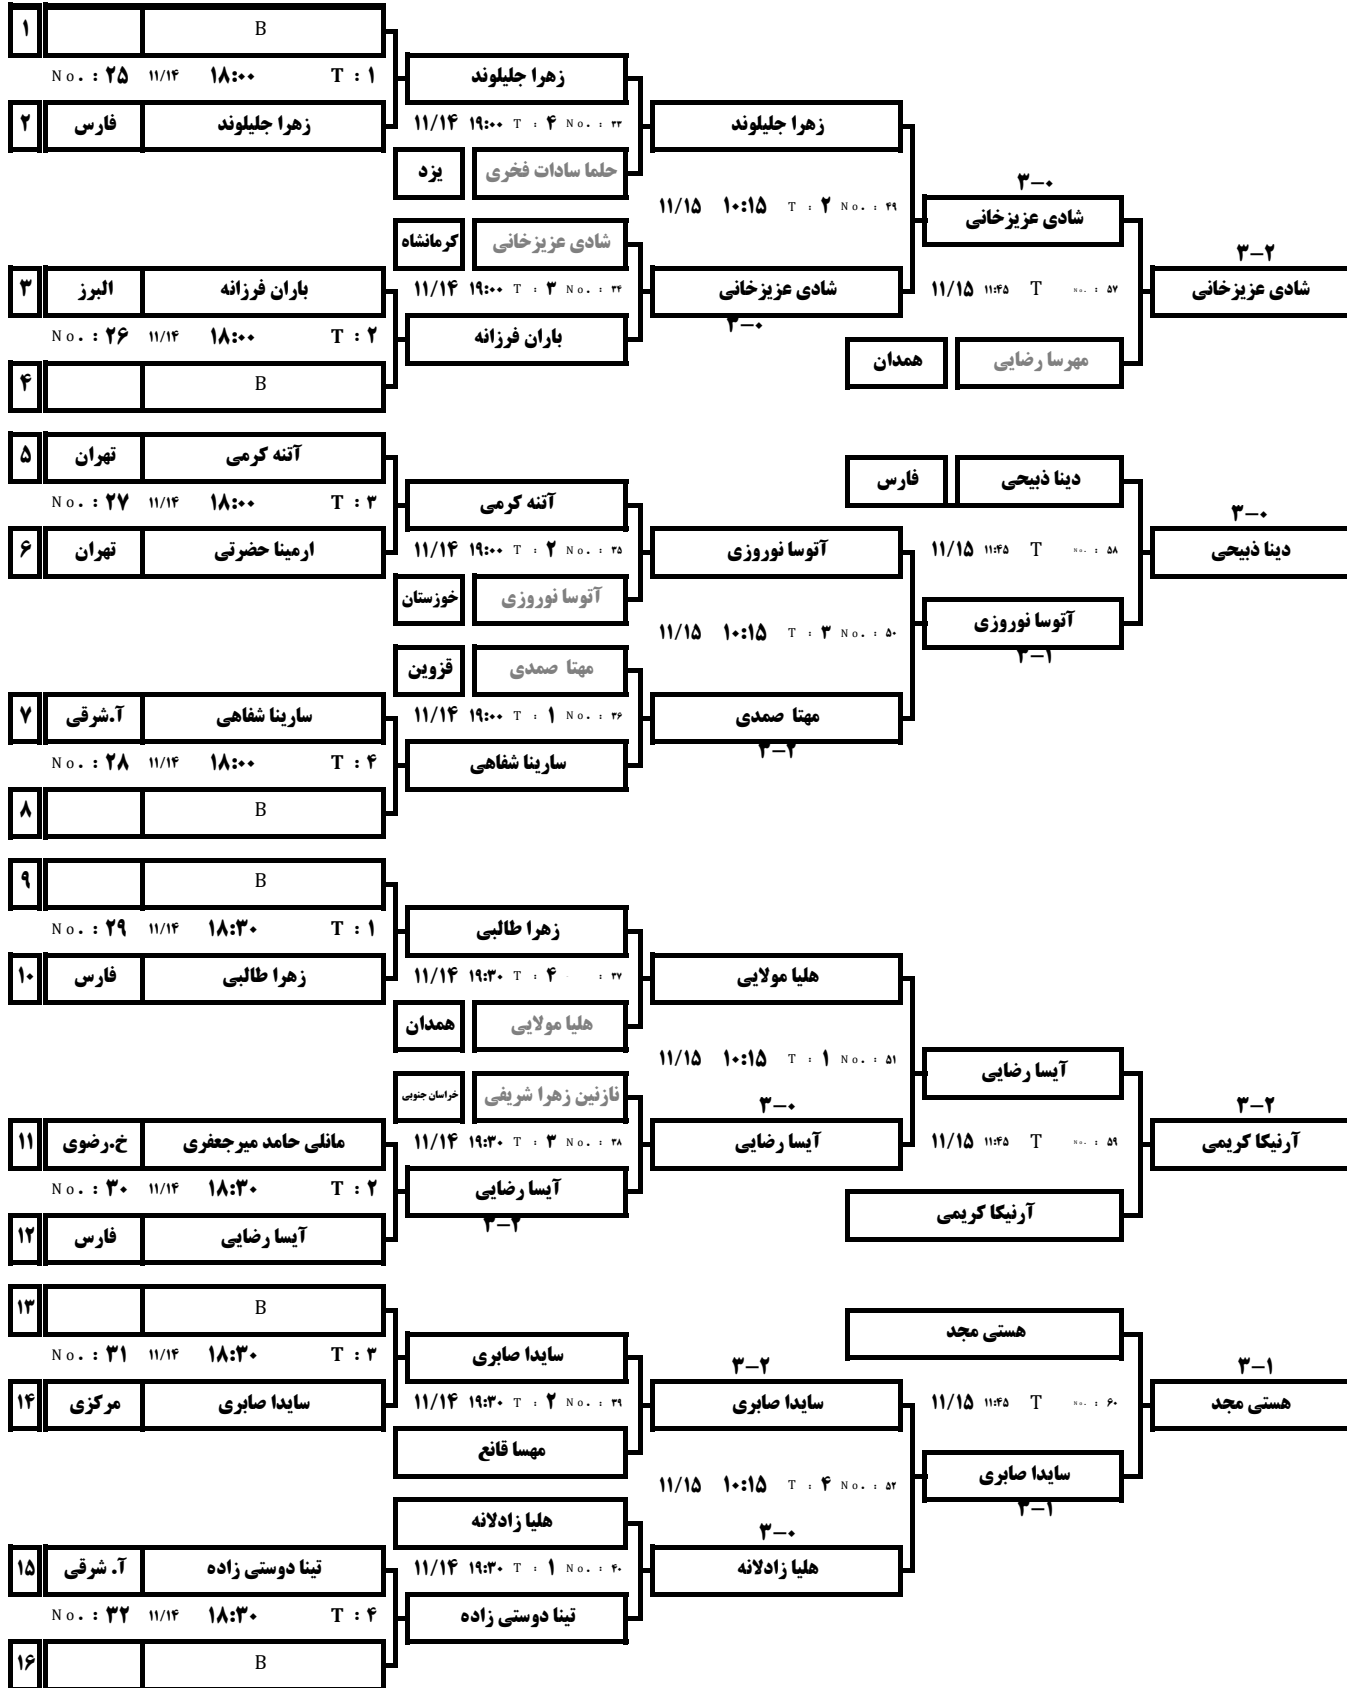 ۱ B
No.: ۲۵ ۱۱/۱۴ ۱۸:۰۰ T : ۱
۲ فارس زهرا جلیلوند
زهرا جلیلوند
۱۱/۱۴ ۱۹:۰۰ T : ۴ No. : ۳۳
یزد حلما سادات فخری
زهرا جلیلوند
۱۱/۱۵ ۱۰:۱۵ T : ۲ No. : ۴۹
کرمانشاه شادی عزیزخانی
۳ البرز باران فرزانه
۱۱/۱۴ ۱۹:۰۰ T : ۳ No. : ۳۴
شادی عزیزخانی
۳-۰
No.: ۲۶ ۱۱/۱۴ ۱۸:۰۰ T : ۲
باران فرزانه
۴ B
۳-۰
شادی عزیزخانی
۱۱/۱۵ ۱۱:۴۵ T No. : ۵۷
همدان مهرسا رضایی
۳-۲
شادی عزیزخانی
۵ تهران آتنه کرمی
No.: ۲۷ ۱۱/۱۴ ۱۸:۰۰ T : ۳
۶ تهران ارمینا حضرتی
آتنه کرمی
۱۱/۱۴ ۱۹:۰۰ T : ۲ No. : ۳۵
خوزستان آتوسا نوروزی
آتوسا نوروزی
۱۱/۱۵ ۱۰:۱۵ T : ۳ No. : ۵۰
قزوین مهتا صمدی
۷ آ.شرقی سارینا شفاهی
۱۱/۱۴ ۱۹:۰۰ T : ۱ No. : ۳۶
مهتا صمدی
۳-۲
No.: ۲۸ ۱۱/۱۴ ۱۸:۰۰ T : ۴
سارینا شفاهی
۸ B
فارس دینا ذبیحی
۱۱/۱۵ ۱۱:۴۵ T No. : ۵۸
آتوسا نوروزی
۳-۱
۳-۰
دینا ذبیحی
۹ B
No.: ۲۹ ۱۱/۱۴ ۱۸:۳۰ T : ۱
۱۰ فارس زهرا طالبی
زهرا طالبی
۱۱/۱۴ ۱۹:۳۰ T : ۴ : ۳۷
همدان هلیا مولایی
هلیا مولایی
۱۱/۱۵ ۱۰:۱۵ T : ۱ No. : ۵۱
خراسان جنوبی نازنین زهرا شریفی
۱۱ خ.رضوی مانلی حامد میرجعفری
۱۱/۱۴ ۱۹:۳۰ T : ۳ No. : ۳۸
۳-۰
آیسا رضایی
No.: ۳۰ ۱۱/۱۴ ۱۸:۳۰ T : ۲
آیسا رضایی
۳-۲
۱۲ فارس آیسا رضایی
آیسا رضایی
۱۱/۱۵ ۱۱:۴۵ T No. : ۵۹
آرنیکا کریمی
۳-۲
آرنیکا کریمی
۱۳ B
No.: ۳۱ ۱۱/۱۴ ۱۸:۳۰ T : ۳
۱۴ مرکزی سایدا صابری
سایدا صابری
۱۱/۱۴ ۱۹:۳۰ T : ۲ No. : ۳۹
مهسا قانع
۳-۲
سایدا صابری
۱۱/۱۵ ۱۰:۱۵ T : ۴ No. : ۵۲
هلیا زادلانه
۱۵ آ. شرقی تینا دوستی زاده
۱۱/۱۴ ۱۹:۳۰ T : ۱ No. : ۴۰
۳-۰
هلیا زادلانه
No.: ۳۲ ۱۱/۱۴ ۱۸:۳۰ T : ۴
تینا دوستی زاده
۱۶ B
هستی مجد
۱۱/۱۵ ۱۱:۴۵ T No. : ۶۰
سایدا صابری
۳-۱
۳-۱
هستی مجد